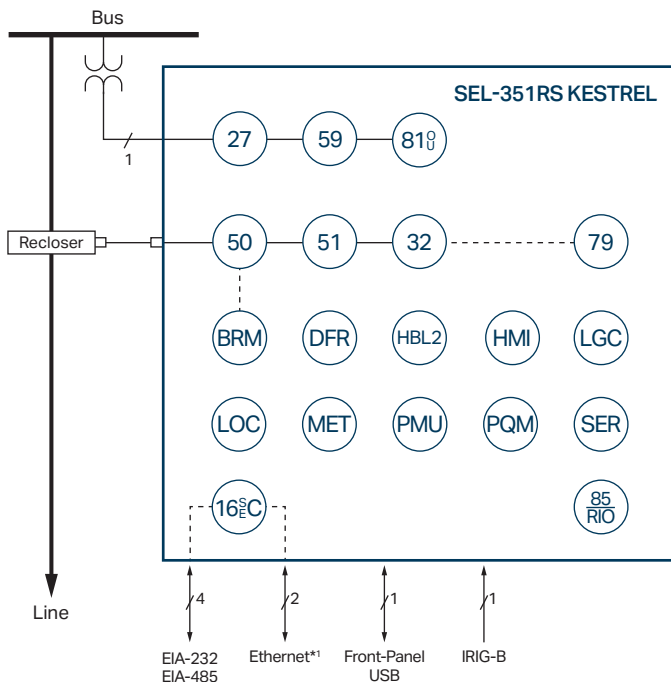 Bus
SEL-351RS KESTREL
27
59
81 O U
1
Recloser
50
51
32
79
BRM
DFR
HBL2
HMI
LGC
LOC
MET
PMU
PQM
SER
16 S E C
85
RIO
4
2
1
1
Line
EIA-232
EIA-485
Ethernet*1
Front-Panel
USB
IRIG-B